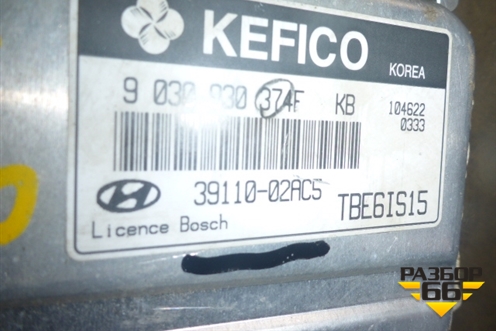 KEFICO
KOREA
9 030 930 374F KB
104622
0333
39110-02AC5
TBE6IS15
Licence Bosch
РАЗБОР
66